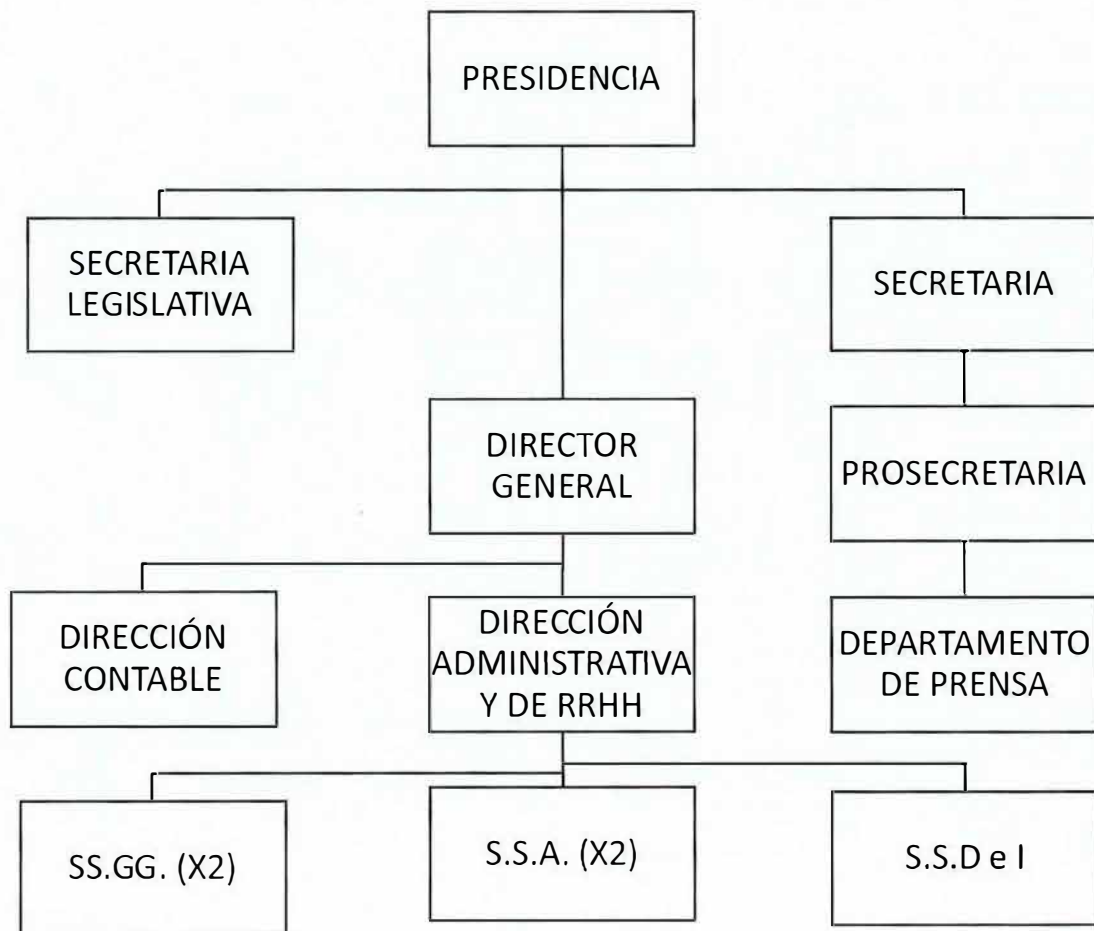 PRESIDENCIA
SECRETARIA
LEGISLATIVA
SECRETARIA
DIRECTOR
GENERAL
PROSECRETARIA
DIRECCIÓN
CONTABLE
DIRECCIÓN
ADMINISTRATIVA
Y DE RRHH
DEPARTAMENTO
DE PRENSA
SS.GG. (X2)
S.S.A. (X2)
S.S.D e I